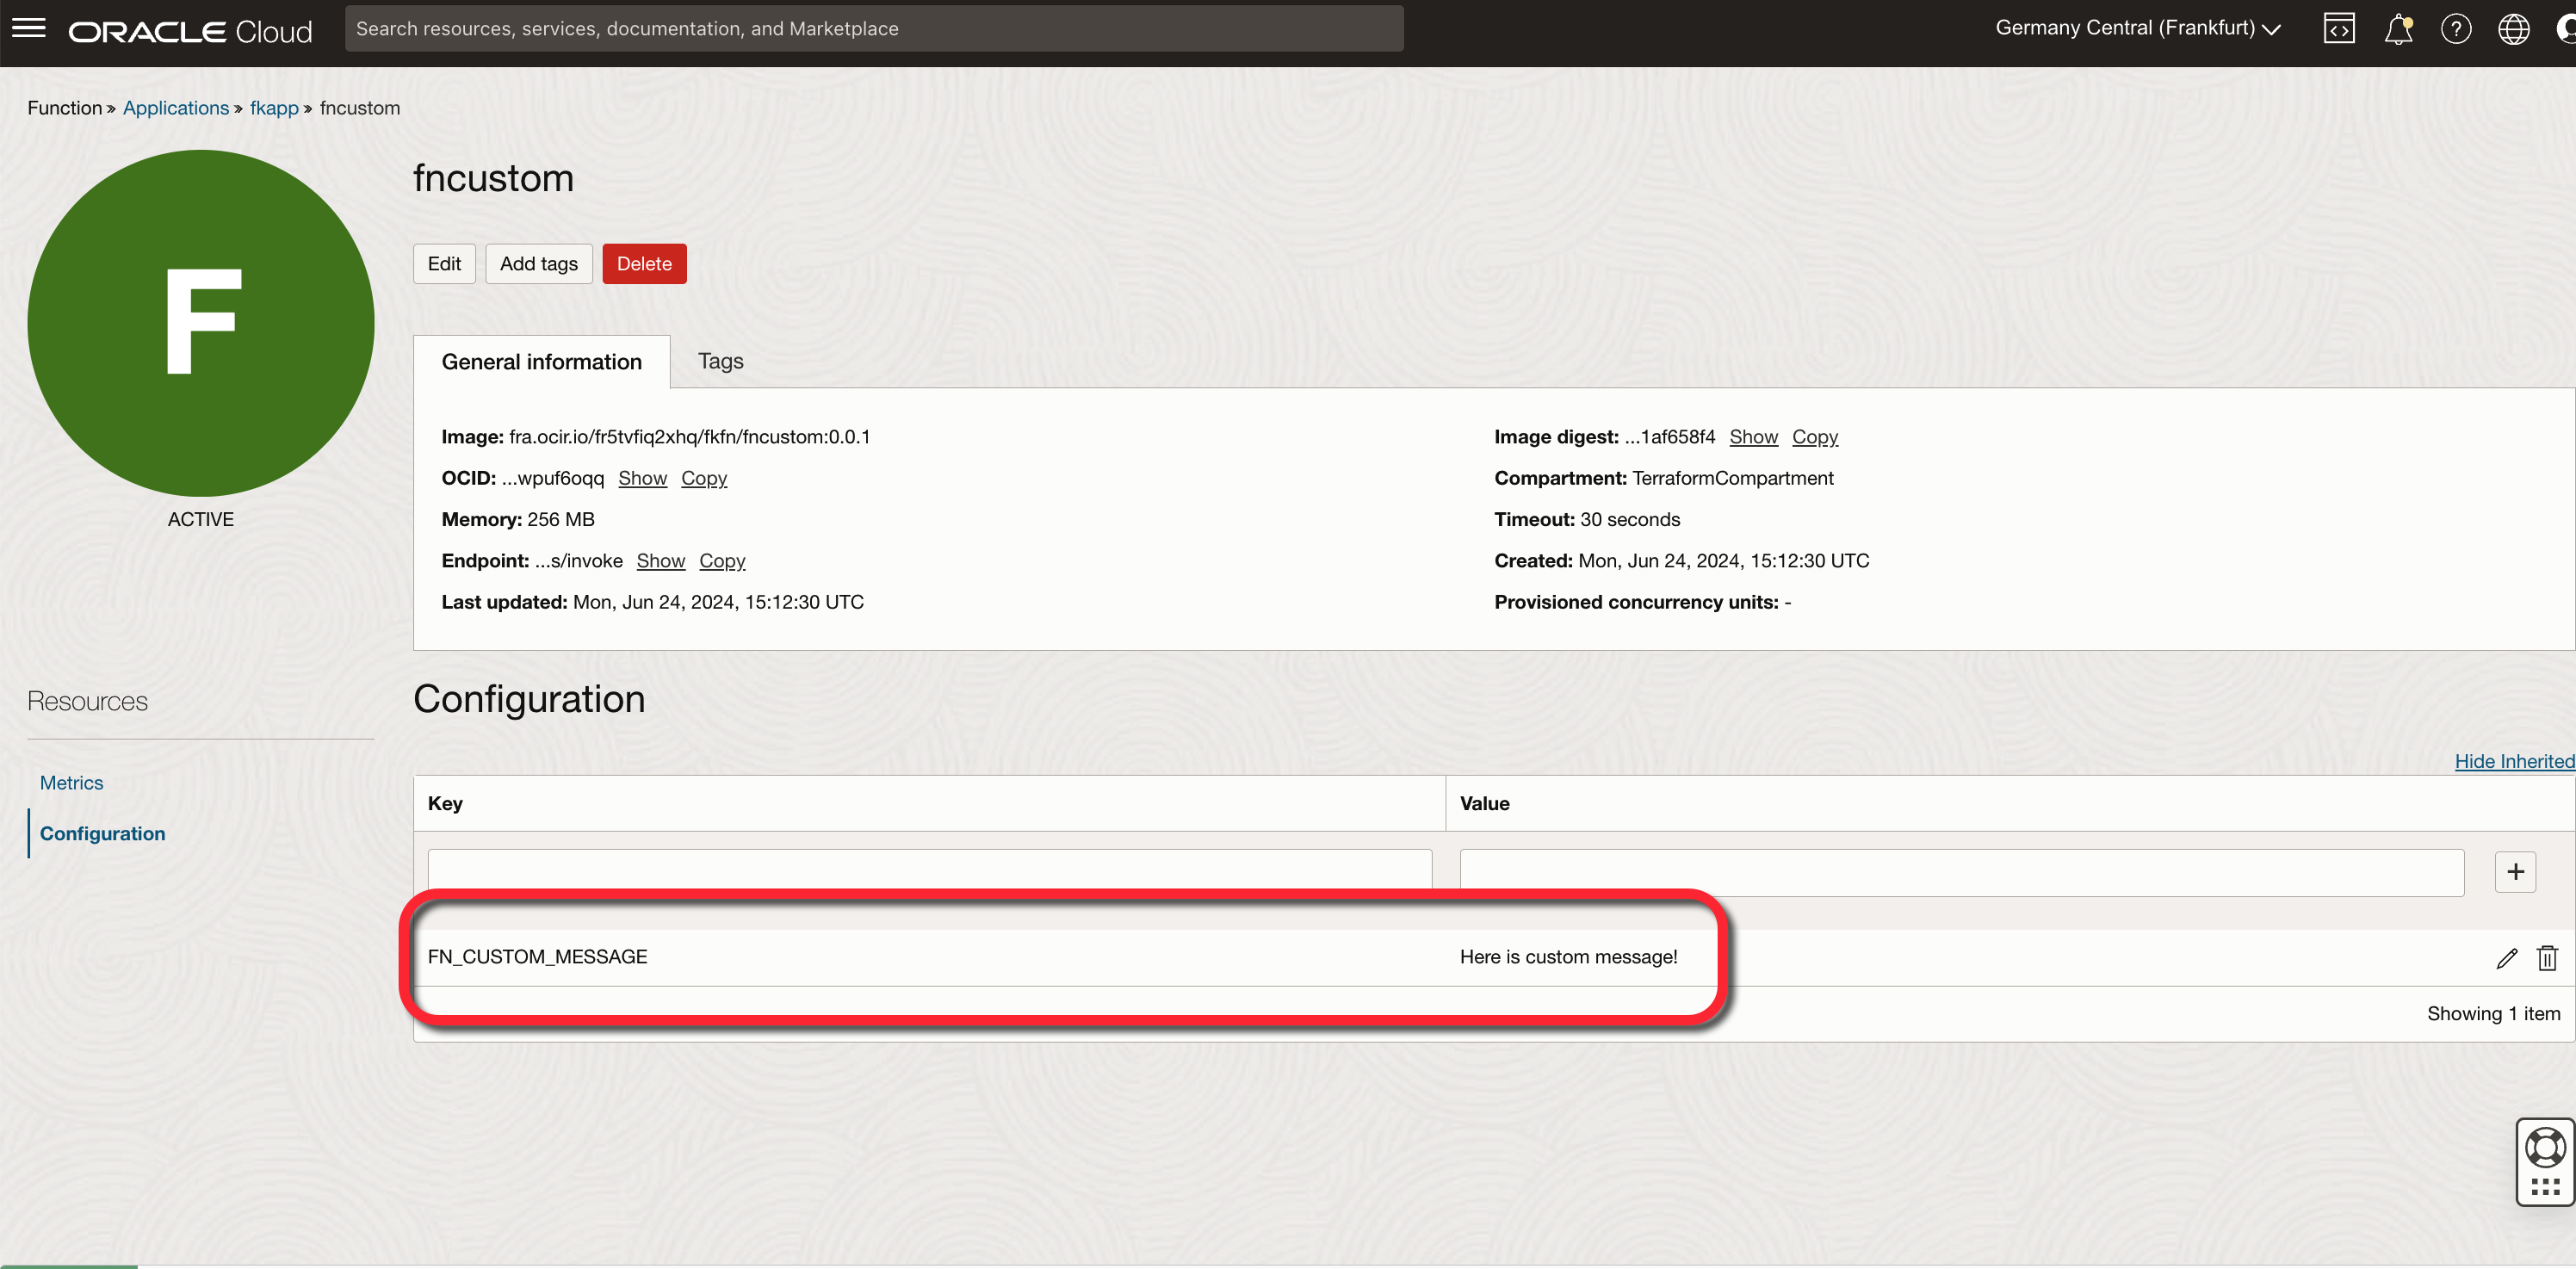 ORACLE Cloud
Search resources, services, documentation, and Marketplace
Germany Central (Frankfurt)
Function » Applications » fkapp » fncustom
F
ACTIVE
fncustom
Edit Add tags Delete
General information Tags
Image: fra.ocir.io/fr5tvfiq2xhq/fkfn/fncustom:0.0.1
OCID: ...wpuf6oqq Show Copy
Memory: 256 MB
Endpoint: ...s/invoke Show Copy
Last updated: Mon, Jun 24, 2024, 15:12:30 UTC
Image digest: ...1af658f4 Show Copy
Compartment: TerraformCompartment
Timeout: 30 seconds
Created: Mon, Jun 24, 2024, 15:12:30 UTC
Provisioned concurrency units: -
Resources
Metrics
Configuration
Configuration
Hide Inherited
Key Value
FN_CUSTOM_MESSAGE Here is custom message!
Showing 1 item